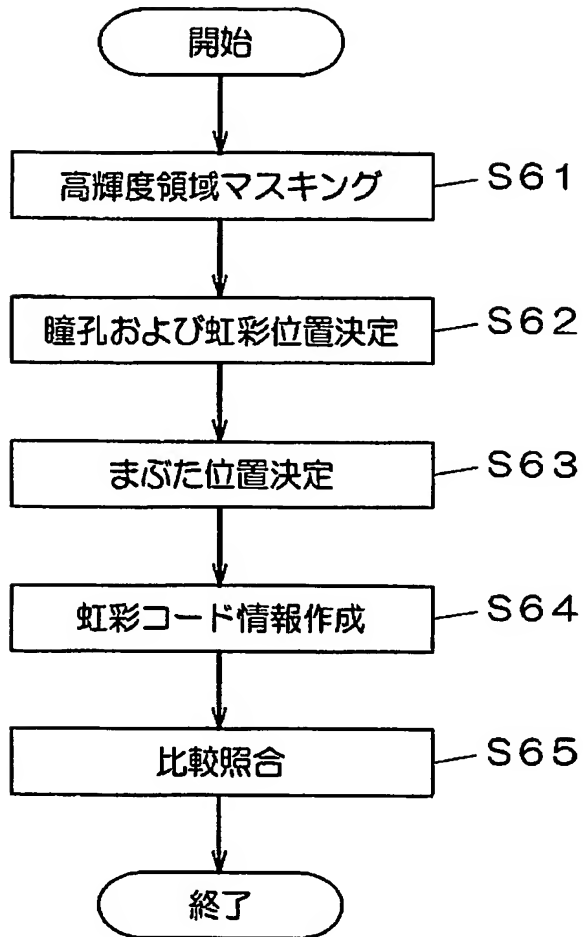 開始
高輝度領域マスキング
S61
瞳孔および虹彩位置決定
S62
まぶた位置決定
S63
虹彩コード情報作成
S64
比較照合
S65
終了